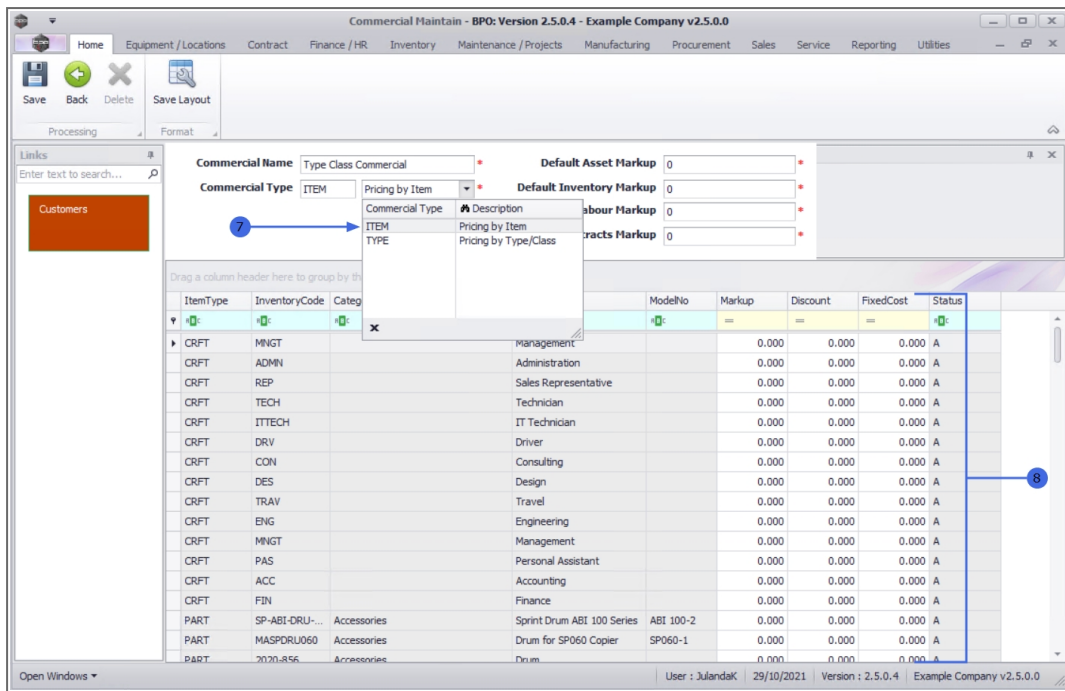 Commercial Maintain - BPO: Version 2.5.0.4 - Example Company v2.5.0.0
Home Equipment / Locations Contract Finance / HR Inventory Maintenance / Projects Manufacturing Procurement Sales Service Reporting Utilities
Save Back Delete Save Layout
Processing Format
Links
Enter text to search...
Customers
Commercial Name Type Class Commercial * Default Asset Markup 0 *
Commercial Type ITEM Pricing by Item * Default Inventory Markup 0 *
abour Markup 0 *
racts Markup 0 *
Commercial Type Description
ITEM Pricing by Item
TYPE Pricing by Type/Class
7
Drag a column header here to group by th
ItemType InventoryCode Categ ModelNo Markup Discount FixedCost Status
= = =
CRFT MNGT Management 0.000 0.000 0.000 A
CRFT ADMN Administration 0.000 0.000 0.000 A
CRFT REP Sales Representative 0.000 0.000 0.000 A
CRFT TECH Technician 0.000 0.000 0.000 A
CRFT ITTECH IT Technician 0.000 0.000 0.000 A
CRFT DRV Driver 0.000 0.000 0.000 A
CRFT CON Consulting 0.000 0.000 0.000 A
CRFT DES Design 0.000 0.000 0.000 A
8
CRFT TRAV Travel 0.000 0.000 0.000 A
CRFT ENG Engineering 0.000 0.000 0.000 A
CRFT MNGT Management 0.000 0.000 0.000 A
CRFT PAS Personal Assistant 0.000 0.000 0.000 A
CRFT ACC Accounting 0.000 0.000 0.000 A
CRFT FIN Finance 0.000 0.000 0.000 A
PART SP-ABI-DRU-... Accessories Sprint Drum ABI 100 Series ABI 100-2 0.000 0.000 0.000 A
PART MASPDRU060 Accessories Drum for SP060 Copier SP060-1 0.000 0.000 0.000 A
PART 2020-856 Accessories Drum 0.000 0.000 0.000 A
Open Windows User : JulandaK 29/10/2021 Version : 2.5.0.4 Example Company v2.5.0.0